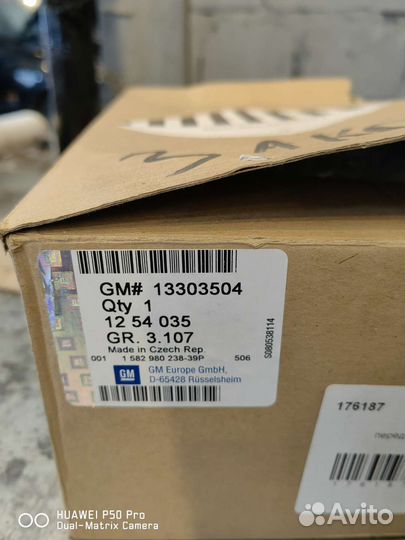 GM# 13303504
Qty 1
12 54 035
GR. 3.107
Made in Czech Rep.
001 1 582 980 238-39P 506
GM
GM Europe GmbH,
D-65428 Rüsselsheim
S080538114
176187
HUAWEI P50 Pro
Dual-Matrix Camera
Avito